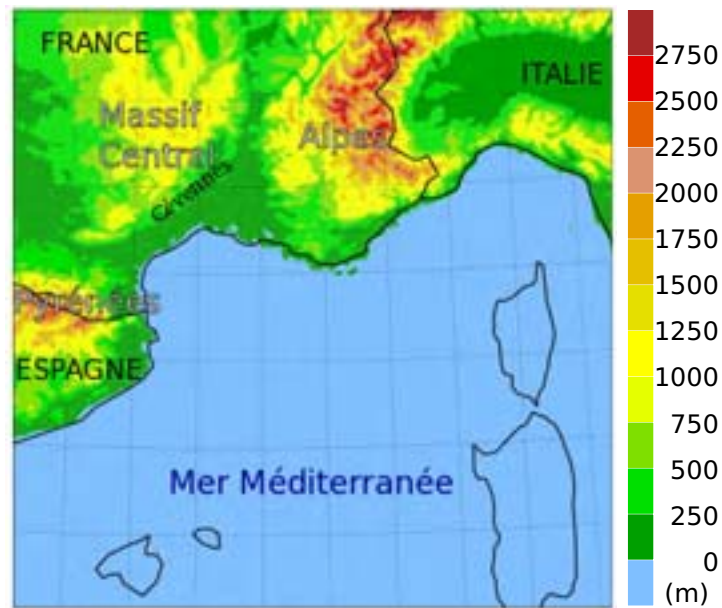 FRANCE
ITALIE
Massif
Central
Alpes
Cévennes
Pyrénées
ESPAGNE
Mer Méditerranée
2750
2500
2250
2000
1750
1500
1250
1000
750
500
250
0
(m)